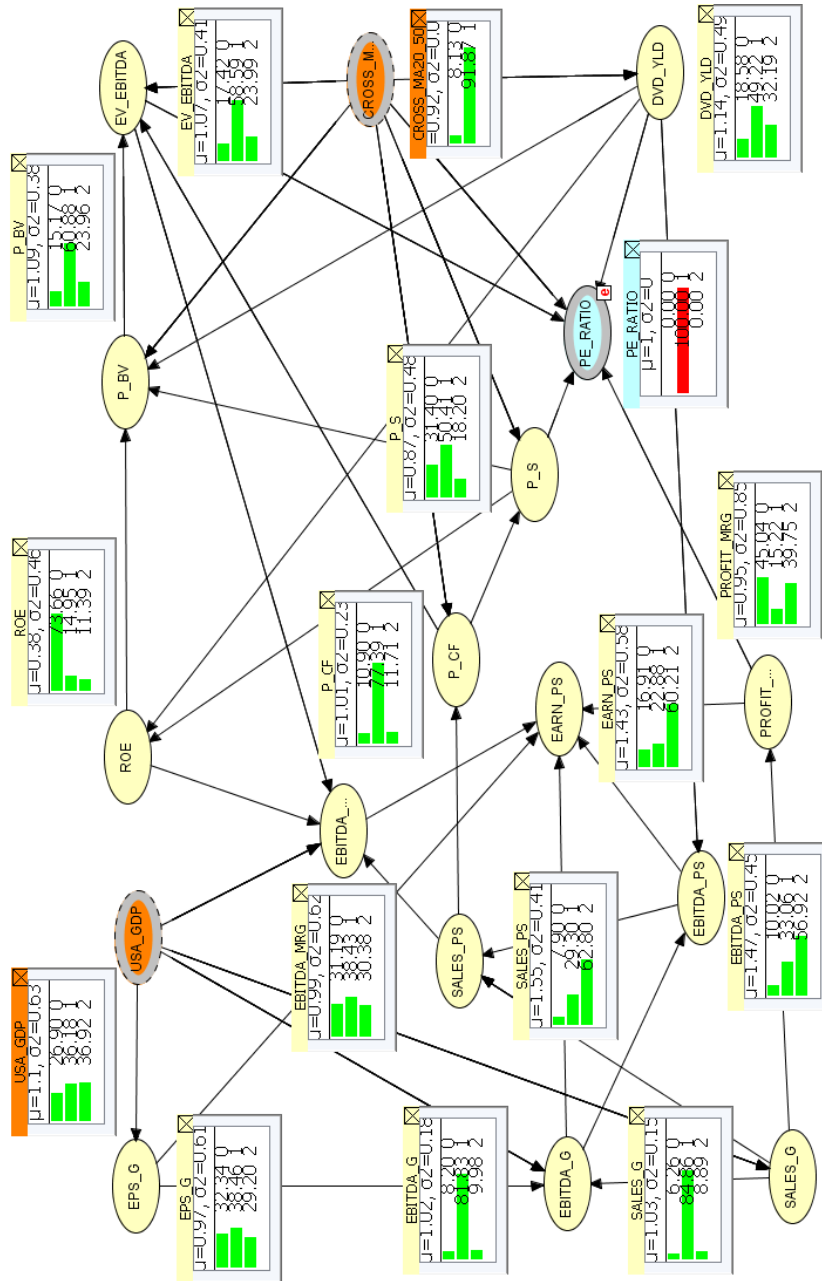 USA_GDP
µ=1.1, σ2=0.63
26.90 0
36.18 1
36.92 2
ROE
µ=0.38, σ2=0.46
73.66 0
14.95 1
11.39 2
P_BV
µ=1.09, σ2=0.38
15.17 0
60.88 1
23.96 2
EPS_G
USA_GDP
ROE
P_BV
EV_EBITDA
EPS_G
µ=0.97, σ2=0.61
32.34 0
38.46 1
29.20 2
EV_EBITDA
µ=1.07, σ2=0.41
17.42 0
58.59 1
23.99 2
EBITDA_MRG
µ=0.99, σ2=0.62
31.19 0
38.43 1
30.38 2
EBITDA_...
P_CF
µ=1.01, σ2=0.23
10.90 0
77.39 1
11.71 2
CROSS_M...
EBITDA_G
µ=1.02, σ2=0.18
8.20 0
81.83 1
9.98 2
P_S
µ=0.87, σ2=0.48
31.40 0
50.41 1
18.20 2
CROSS_MA20_50
=0.92, σ2=0.0
8.13 0
91.87 1
SALES_PS
P_CF
SALES_PS
µ=1.55, σ2=0.41
7.90 0
29.30 1
62.80 2
P_S
EBITDA_G
EARN_PS
PE_RATIO
e
SALES_G
µ=1.03, σ2=0.15
6.26 0
84.86 1
8.89 2
EARN_PS
µ=1.43, σ2=0.58
16.91 0
22.88 1
60.21 2
PE_RATIO
µ=1, σ2=0
0.00 0
100.00 1
0.00 2
DVD_YLD
EBITDA_PS
SALES_G
PROFIT_...
EBITDA_PS
µ=1.47, σ2=0.45
10.02 0
33.06 1
56.92 2
PROFIT_MRG
µ=0.95, σ2=0.85
45.04 0
15.22 1
39.75 2
DVD_YLD
µ=1.14, σ2=0.49
18.58 0
49.22 1
32.19 2